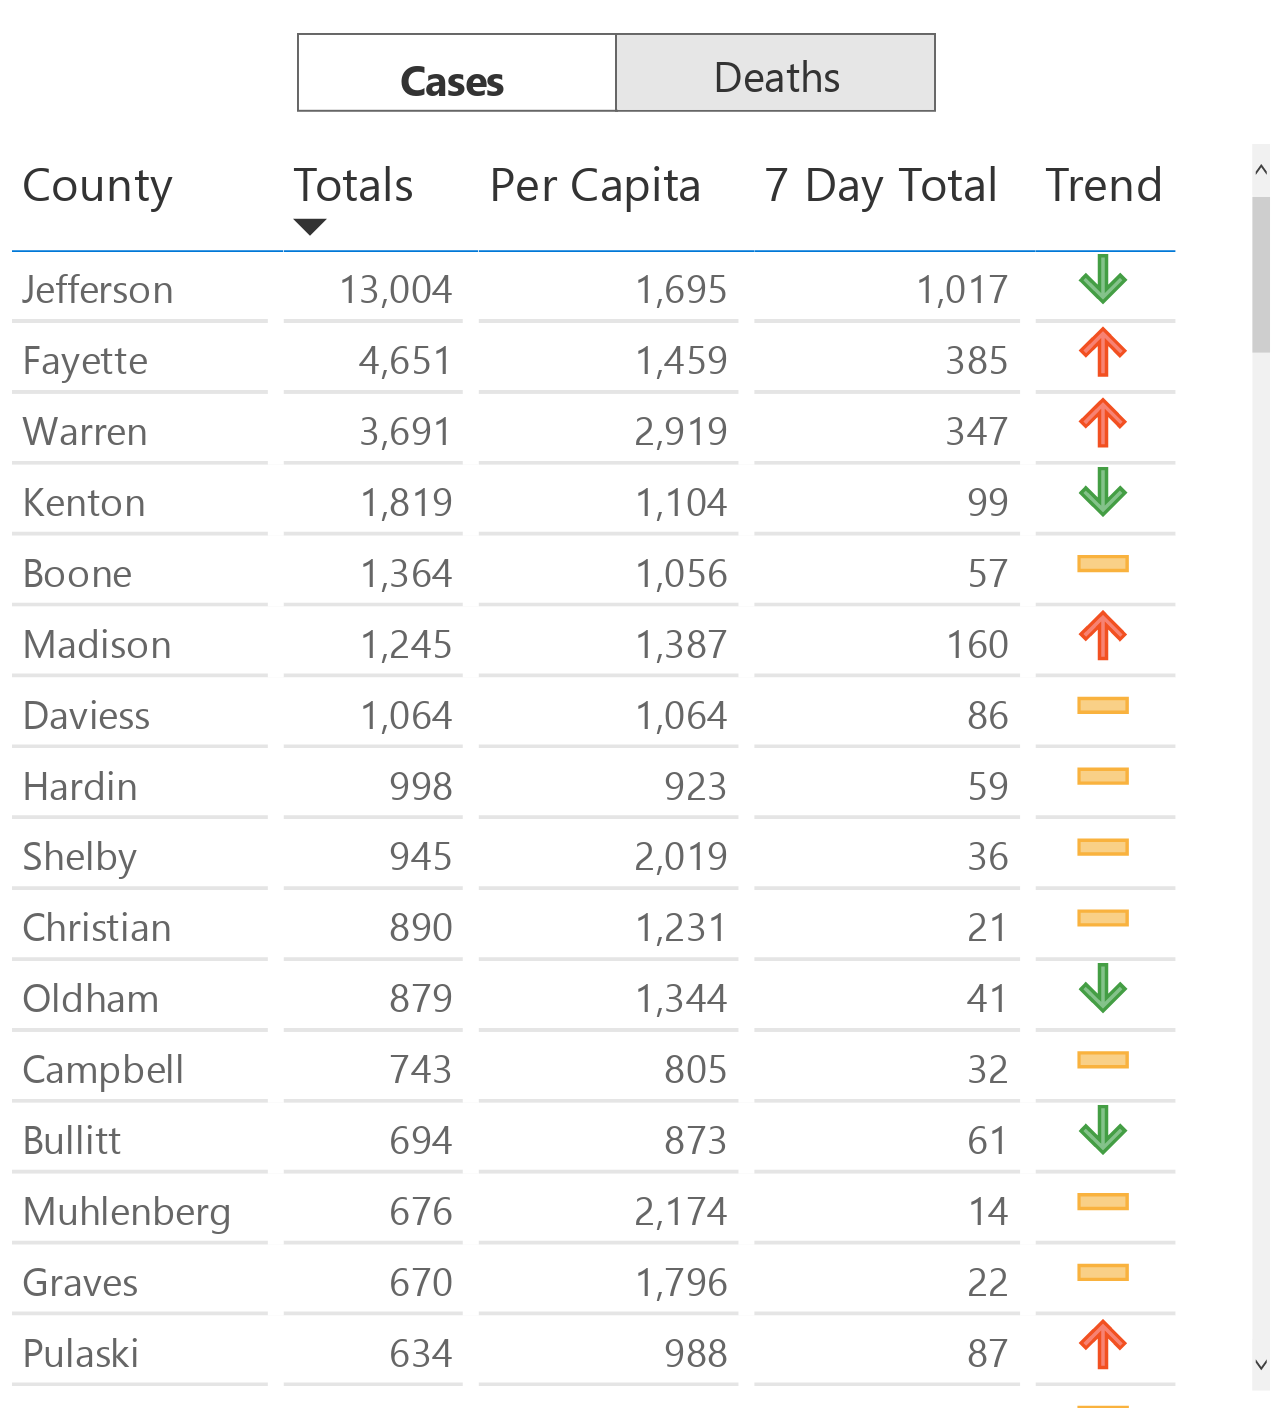 Cases Deaths
County Totals Per Capita 7 Day Total Trend
Jefferson 13,004 1,695 1,017
Fayette 4,651 1,459 385
Warren 3,691 2,919 347
Kenton 1,819 1,104 99
Boone 1,364 1,056 57
Madison 1,245 1,387 160
Daviess 1,064 1,064 86
Hardin 998 923 59
Shelby 945 2,019 36
Christian 890 1,231 21
Oldham 879 1,344 41
Campbell 743 805 32
Bullitt 694 873 61
Muhlenberg 676 2,174 14
Graves 670 1,796 22
Pulaski 634 988 87